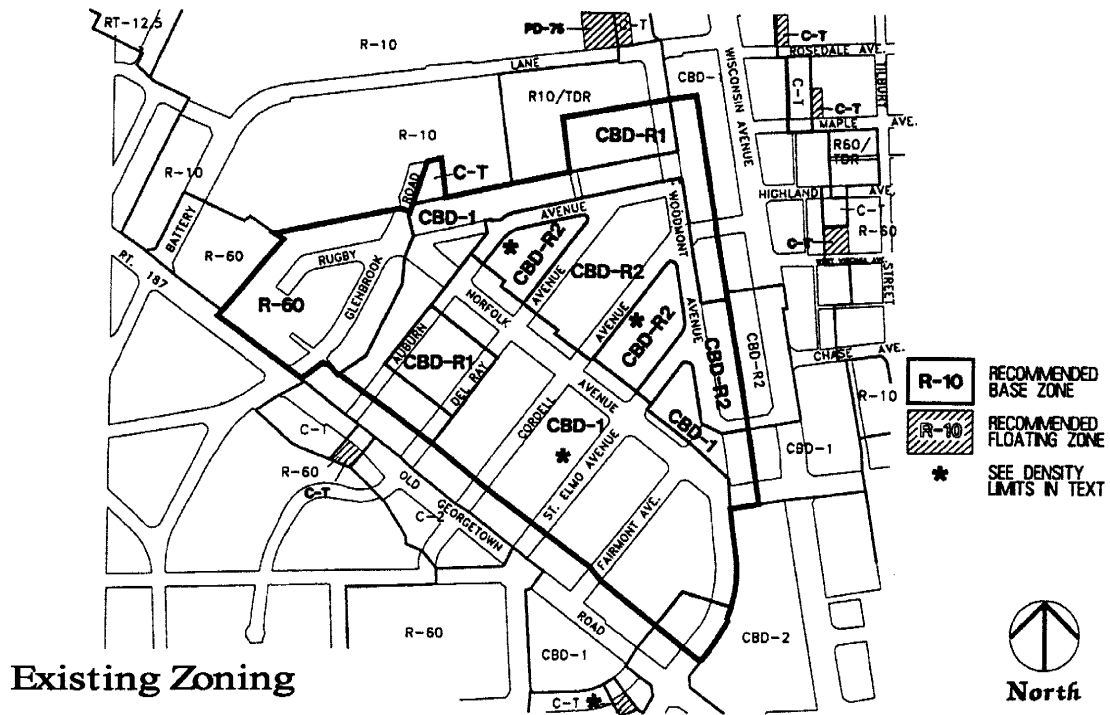 RT-12.5
R-10
PD-75
C-T
C-T
ROSEDALE AVE.
LANE
CBD-1
WISCONSIN AVENUE
C-T
TILBURY
R10/TDR
C-T
MAPLE AVE.
R-10
CBD-R1
R60/
TDR
R-10
ROAD
C-T
HIGHLAND AVE.
CBD-1
AVENUE
WOODMONT
C-T
BATTERY
CBD-R2
C-T
R-60
R-60
RUGBY
CBD-R2
STREET
RT. 187
GLENBROOK
NORFOLK
AVENUE
AVENUE
R-60
AUBURN
CBD-R2
AVENUE
CBD-R2
CBD-R2
CHASE AVE.
CBD-R1
DEL RAY
AVENUE
R-10
CORDELL
CBD-1
CBD-1
CBD-1
C-1
ST. ELMO AVENUE
R-60
C-T
OLD
C-2
GEORGETOWN
FAIRMONT AVE.
R-60
ROAD
CBD-1
CBD-2
C-T
R-10
RECOMMENDED
BASE ZONE
R-10
RECOMMENDED
FLOATING ZONE
* SEE DENSITY
LIMITS IN TEXT
Existing Zoning
North